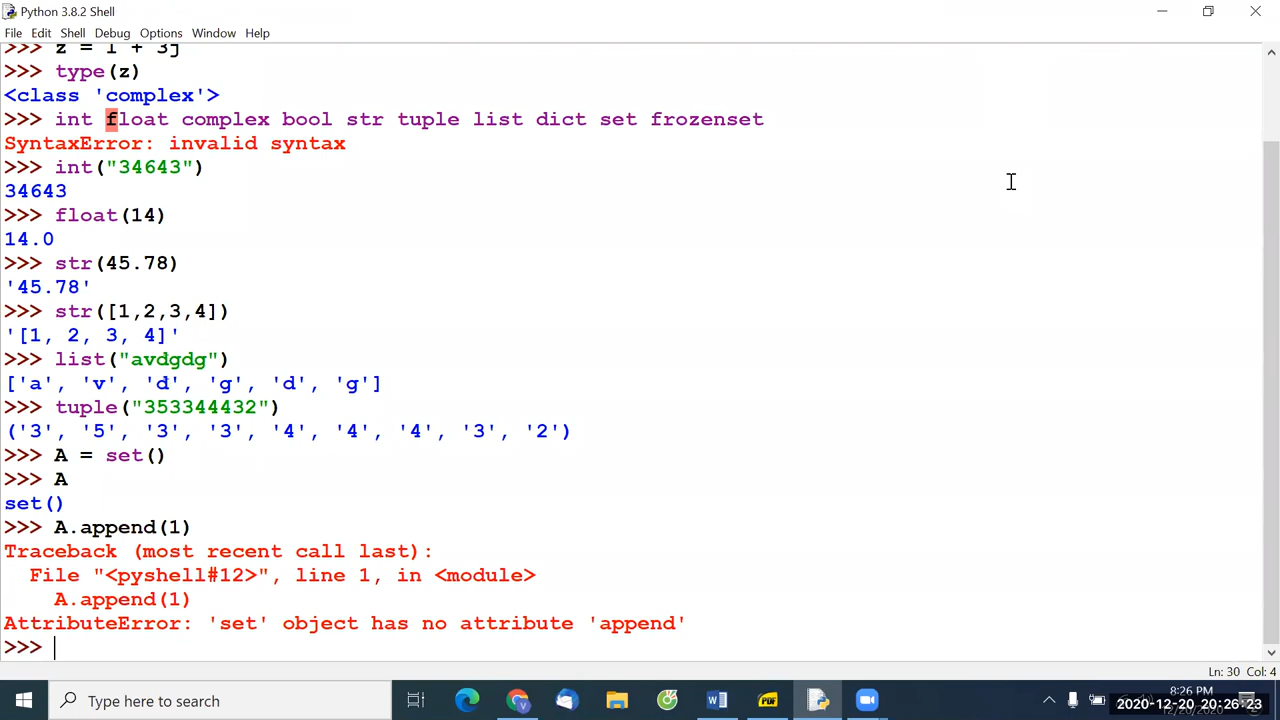 Python 3.8.2 Shell
File Edit Shell Debug Options Window Help
>>> z = 1 + 3j
>>> type(z)
<class 'complex'>
>>> int float complex bool str tuple list dict set frozenset
SyntaxError: invalid syntax
>>> int("34643")
34643
>>> float(14)
14.0
>>> str(45.78)
'45.78'
>>> str([1,2,3,4])
'[1, 2, 3, 4]'
>>> list("avdgdg")
['a', 'v', 'd', 'g', 'd', 'g']
>>> tuple("353344432")
('3', '5', '3', '3', '4', '4', '4', '3', '2')
>>> A = set()
>>> A
set()
>>> A.append(1)
Traceback (most recent call last):
  File "<pyshell#12>", line 1, in <module>
    A.append(1)
AttributeError: 'set' object has no attribute 'append'
>>>
Ln: 30 Col: 4
Type here to search
8:26 PM
2020-12-20 20:26:23